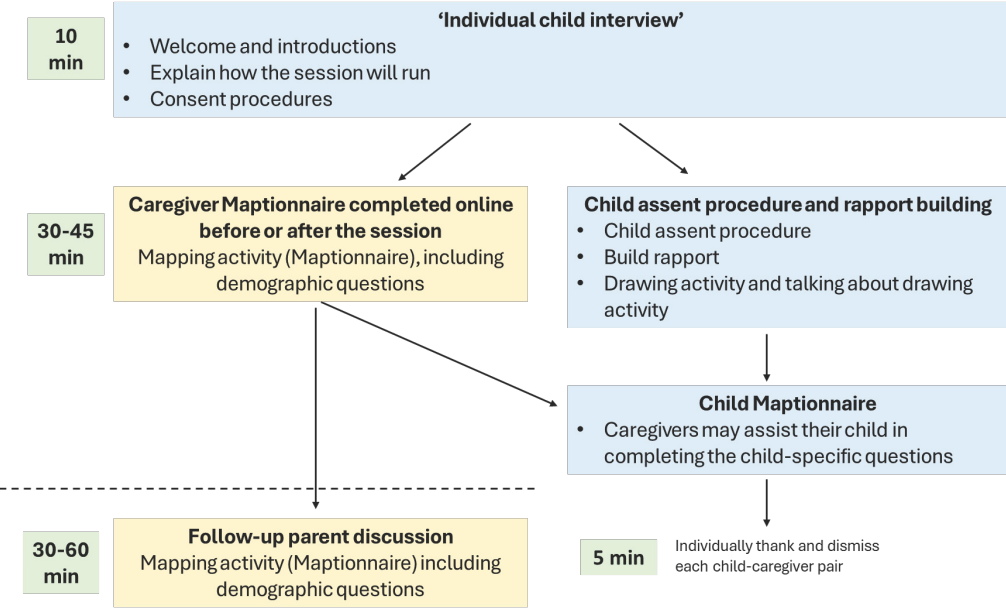 10
min
‘Individual child interview’
• Welcome and introductions
• Explain how the session will run
• Consent procedures
30-45
min
Caregiver Maptionnaire completed online
before or after the session
Mapping activity (Maptionnaire), including
demographic questions
Child assent procedure and rapport building
• Child assent procedure
• Build rapport
• Drawing activity and talking about drawing
activity
Child Maptionnaire
• Caregivers may assist their child in
completing the child-specific questions
30-60
min
Follow-up parent discussion
Mapping activity (Maptionnaire) including
demographic questions
5 min
Individually thank and dismiss
each child-caregiver pair